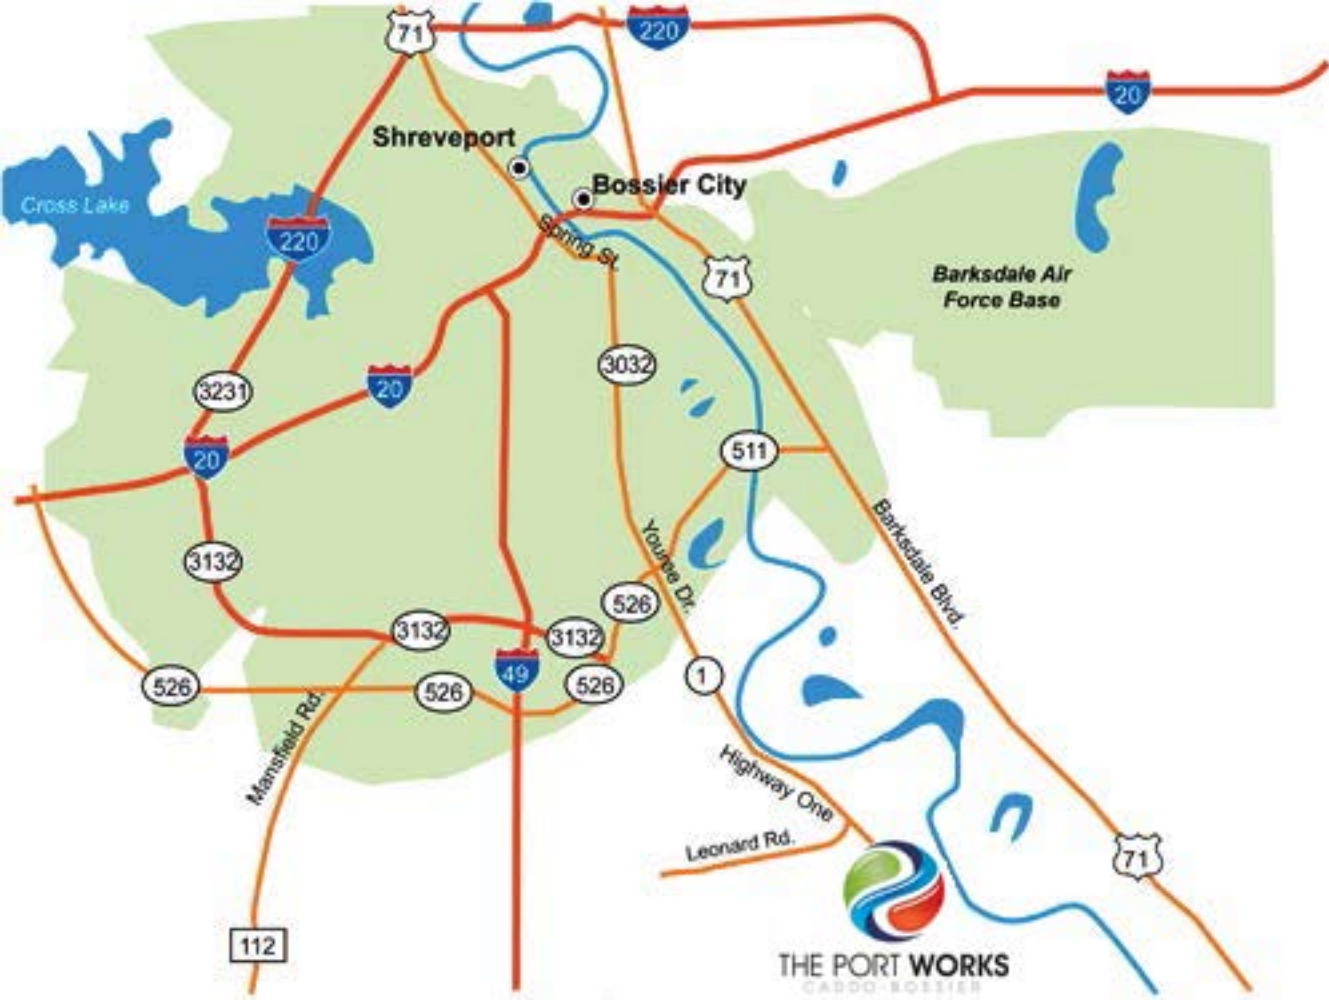 71
220
20
Shreveport
Bossier City
Cross Lake
220
Spring St.
71
Barksdale Air
Force Base
3032
20
3231
511
20
Barksdale Blvd.
Youree Dr.
3132
526
3132
3132
49
1
526
526
526
Mansfield Rd.
Highway One
Leonard Rd.
71
112
THE PORT WORKS
CADDO-BOSSIER